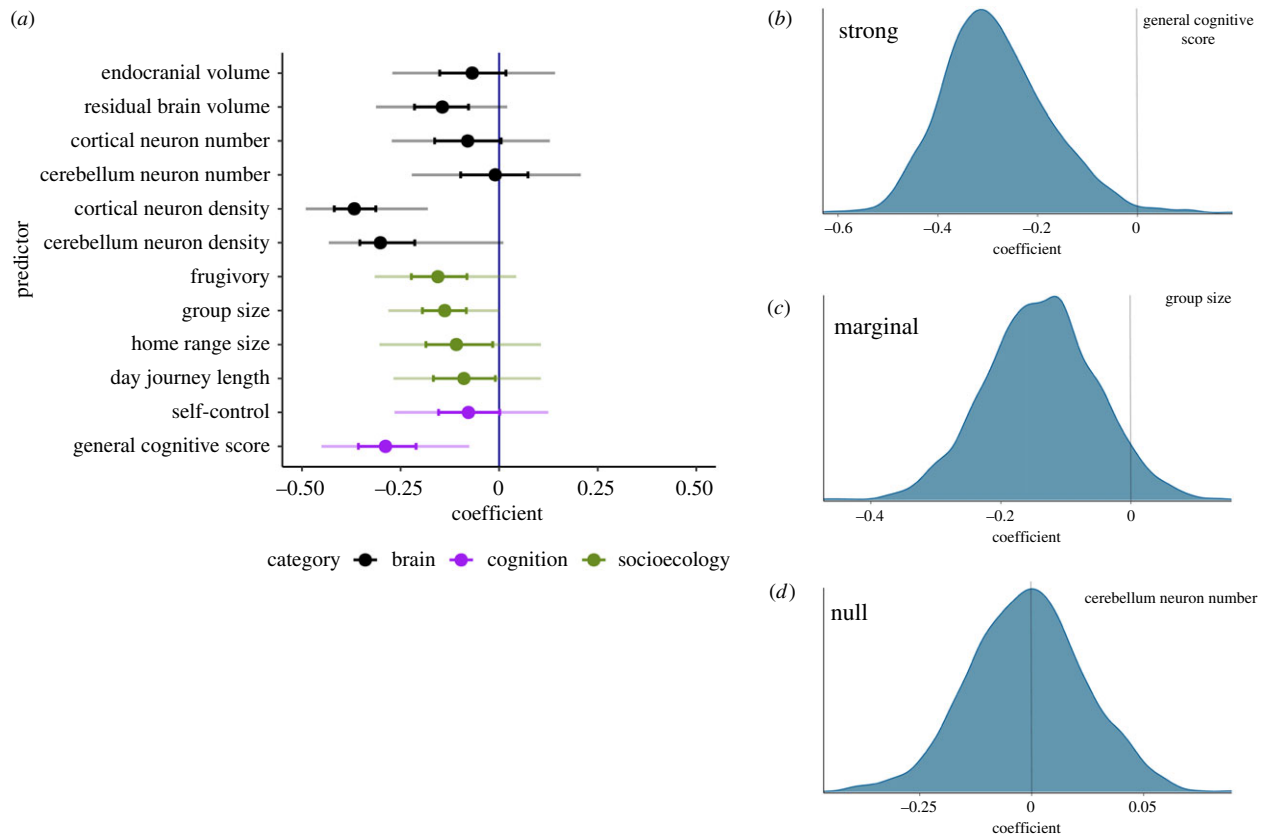 (a)
predictor
endocranial volume
residual brain volume
cortical neuron number
cerebellum neuron number
cortical neuron density
cerebellum neuron density
frugivory
group size
home range size
day journey length
self-control
general cognitive score
–0.50 –0.25 0 0.25 0.50
coefficient
category brain cognition socioecology
(b)
strong
general cognitive
score
–0.6 –0.4 –0.2 0
coefficient
(c)
marginal
group size
–0.4 –0.2 0
coefficient
(d)
null
cerebellum neuron number
–0.25 0 0.05
coefficient